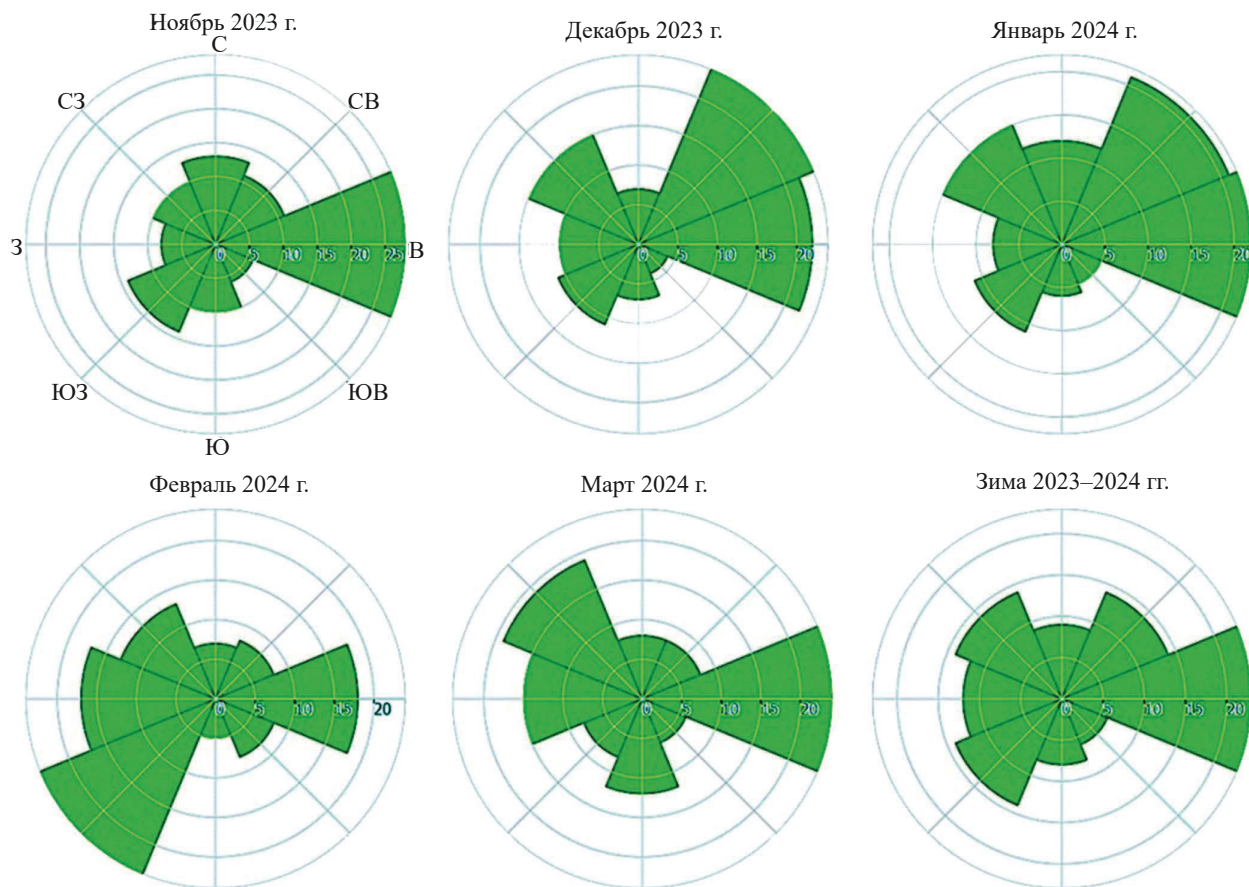 Ноябрь 2023 г.
Декабрь 2023 г.
Январь 2024 г.
С
СЗ
СВ
З
0 5 10 15 20 25
В
0 5 10 15 20
0 5 10 15 20
ЮЗ
ЮВ
Ю
Февраль 2024 г.
Март 2024 г.
Зима 2023–2024 гг.
0 5 10 15 20
0 5 10 15 20
0 5 10 15 20